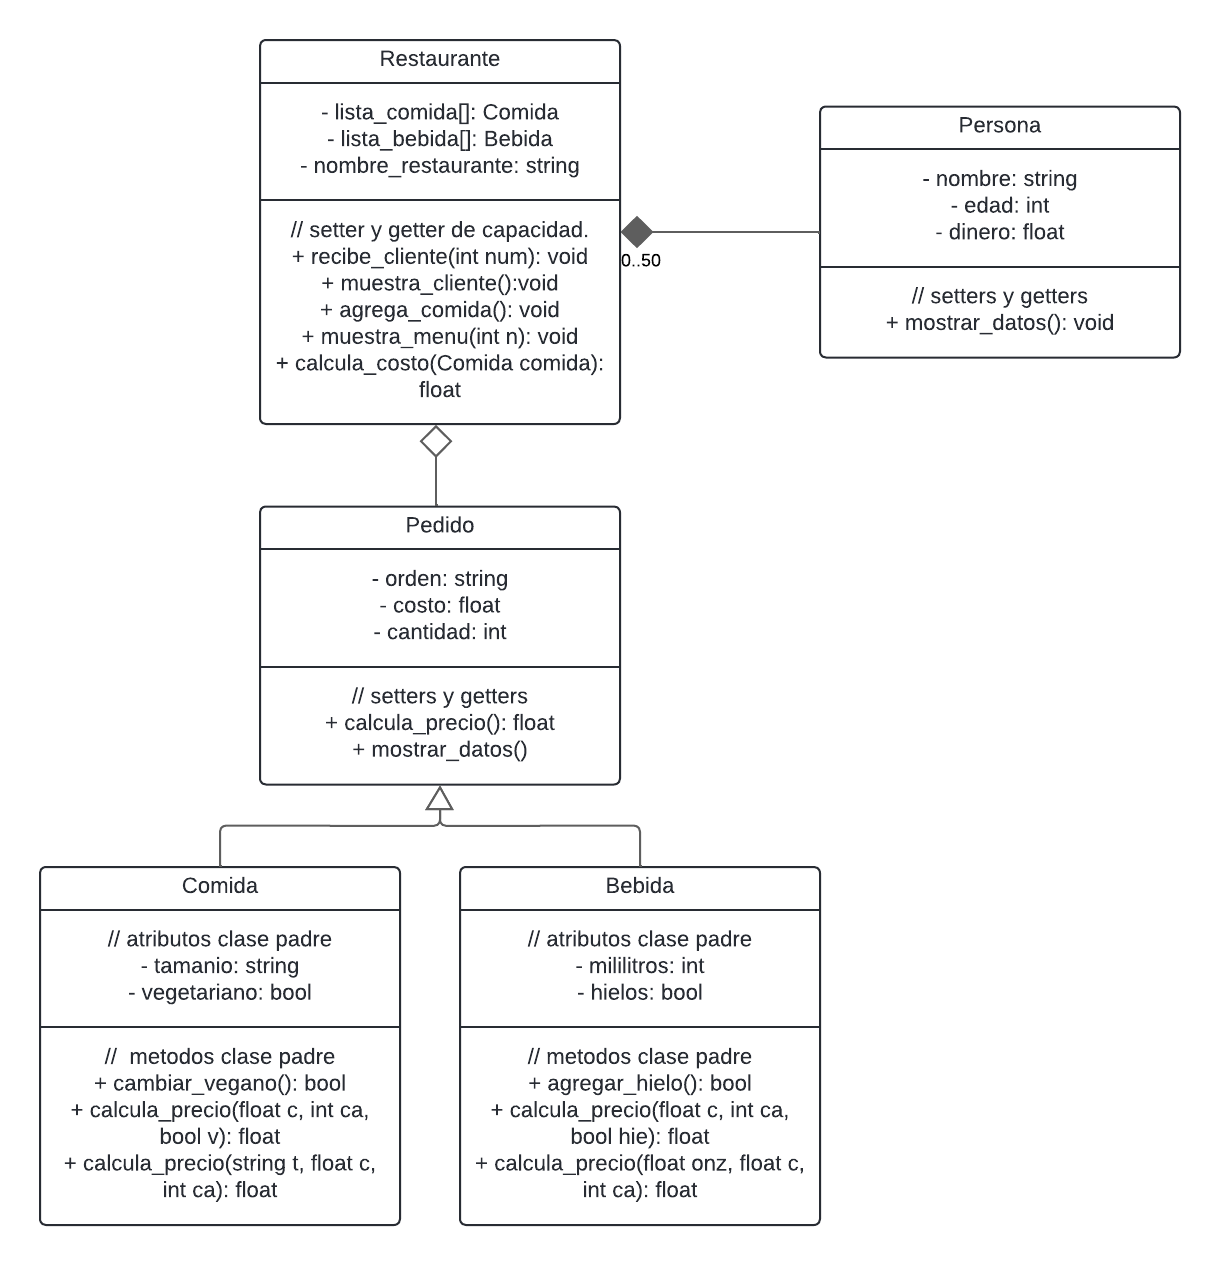 Restaurante
- lista_comida[]: Comida
- lista_bebida[]: Bebida
- nombre_restaurante: string
// setter y getter de capacidad.
+ recibe_cliente(int num): void
+ muestra_cliente():void
+ agrega_comida(): void
+ muestra_menu(int n): void
+ calcula_costo(Comida comida):
float
0..50
Persona
- nombre: string
- edad: int
- dinero: float
// setters y getters
+ mostrar_datos(): void
Pedido
- orden: string
- costo: float
- cantidad: int
// setters y getters
+ calcula_precio(): float
+ mostrar_datos()
Comida
// atributos clase padre
- tamanio: string
- vegetariano: bool
//  metodos clase padre
+ cambiar_vegano(): bool
+ calcula_precio(float c, int ca,
bool v): float
+ calcula_precio(string t, float c,
int ca): float
Bebida
// atributos clase padre
- mililitros: int
- hielos: bool
// metodos clase padre
+ agregar_hielo(): bool
+ calcula_precio(float c, int ca,
bool hie): float
+ calcula_precio(float onz, float c,
int ca): float